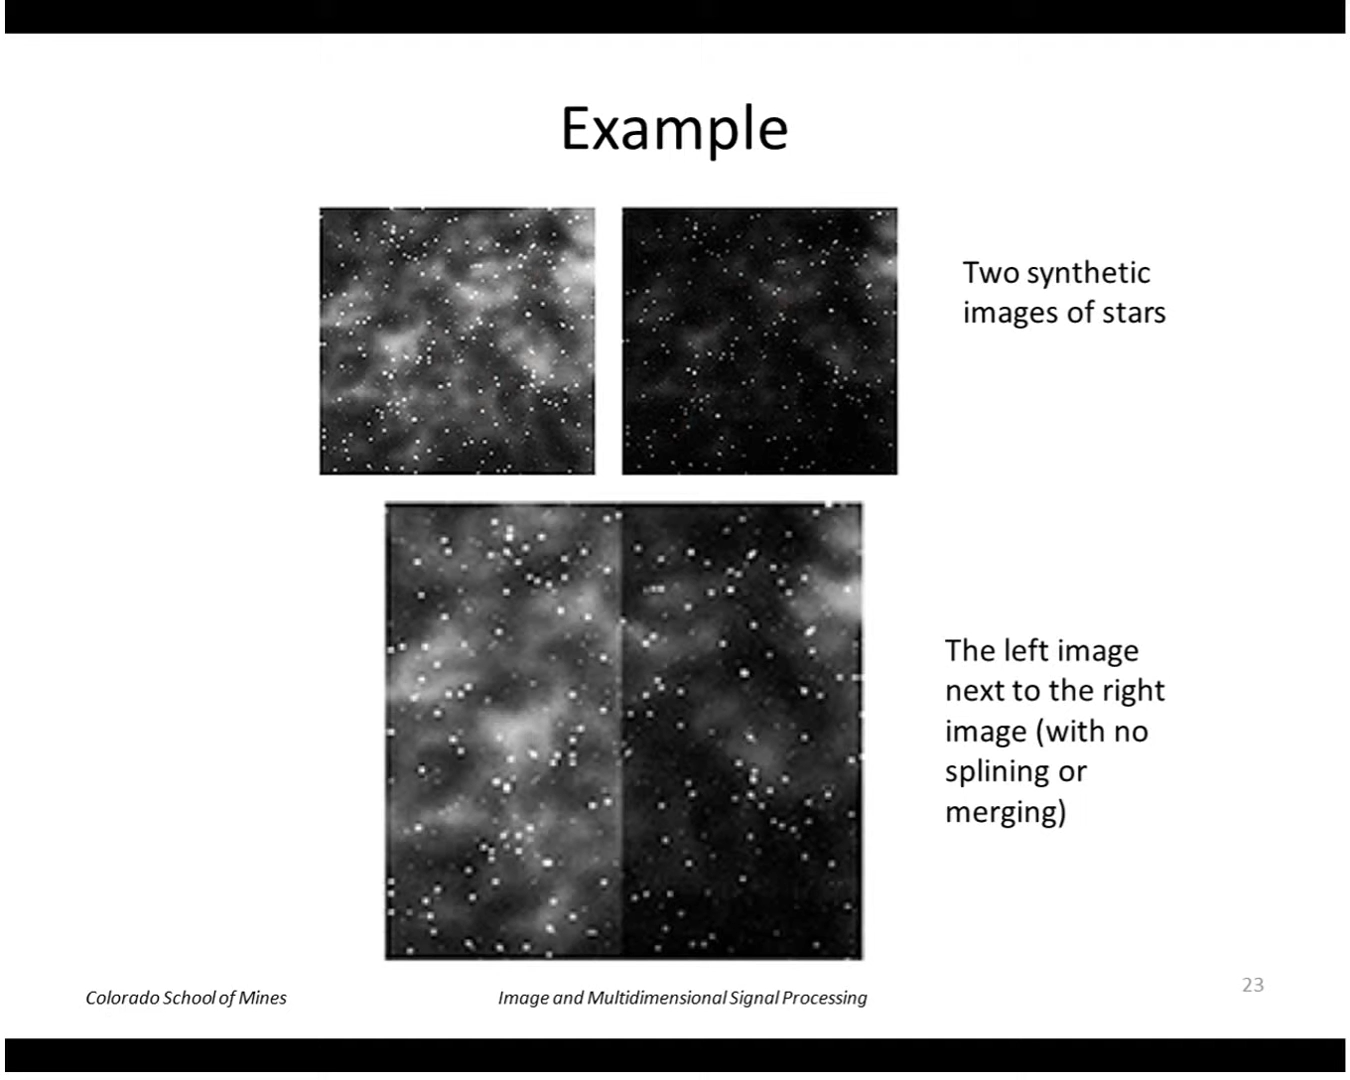 Example
Two synthetic
images of stars
The left image
next to the right
image (with no
splining or
merging)
Colorado School of Mines
Image and Multidimensional Signal Processing
23